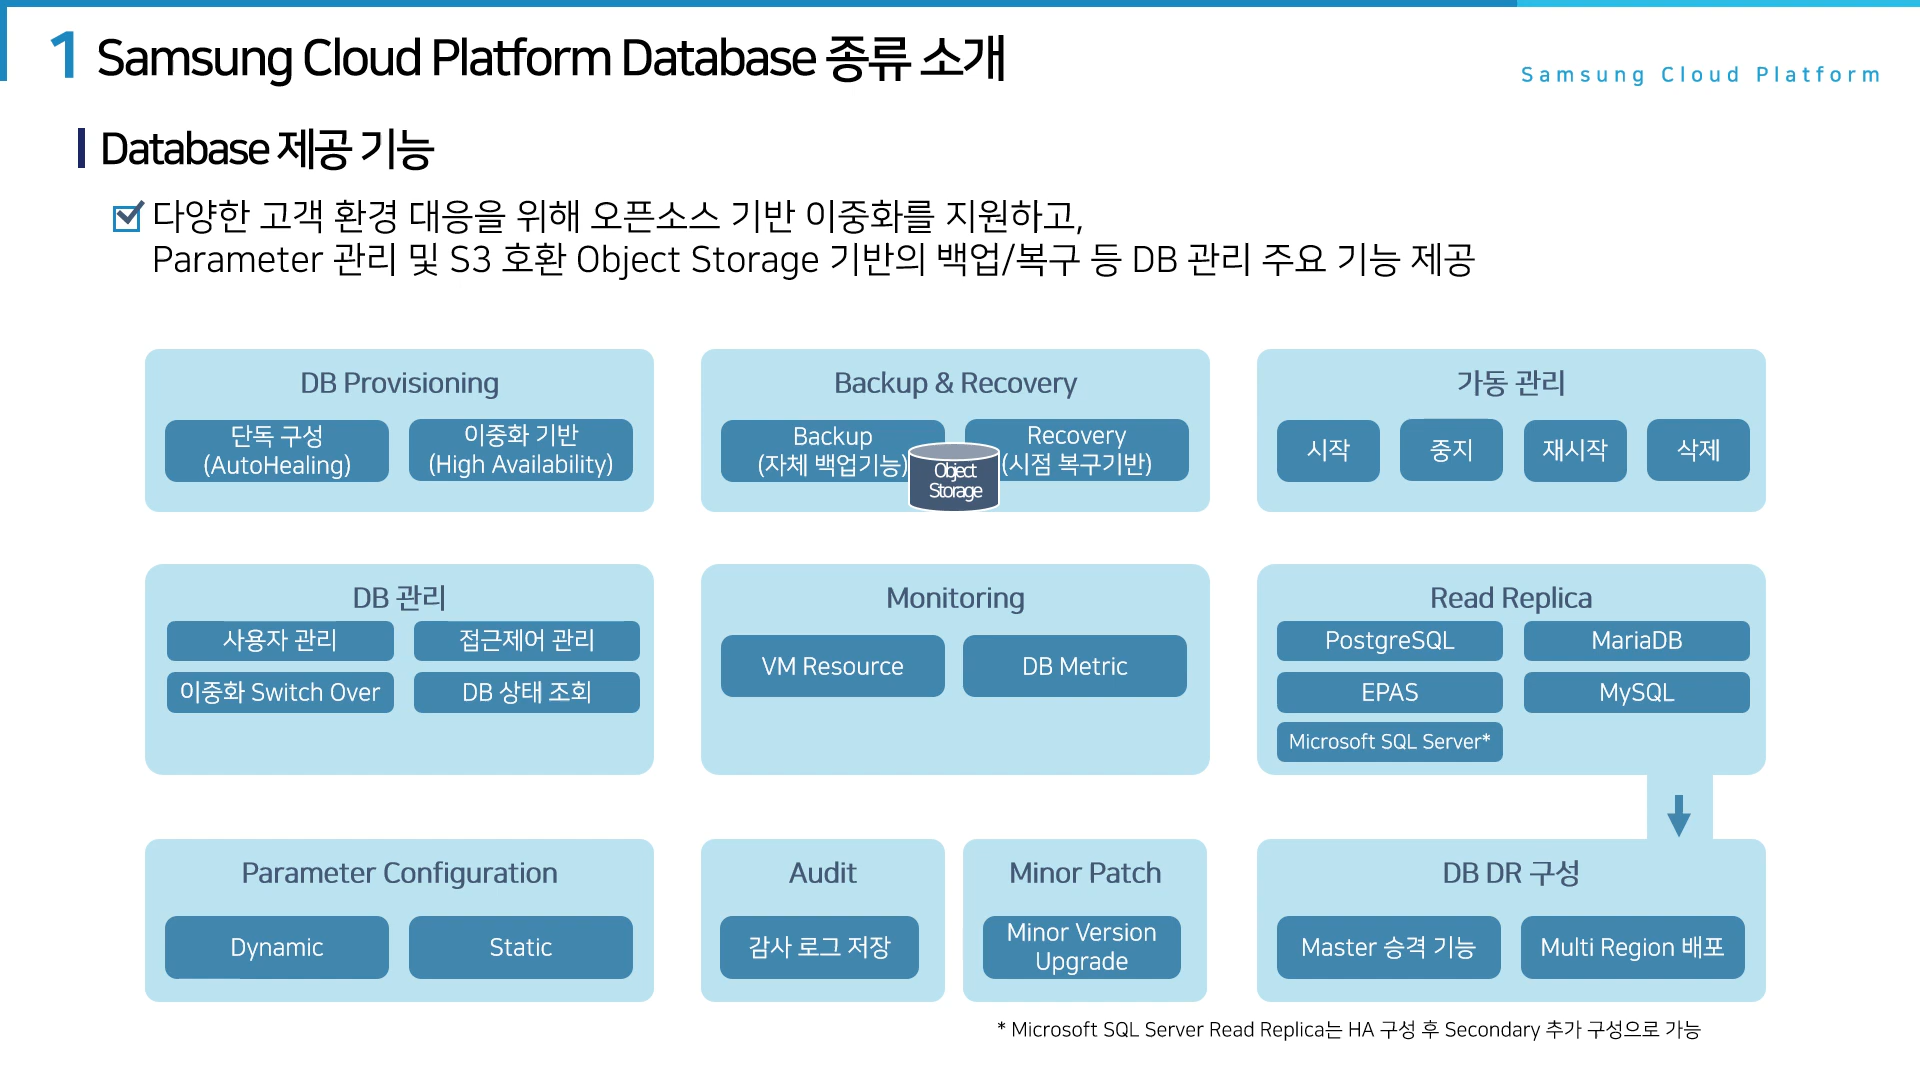 1 Samsung Cloud Platform Database 종류 소개
Samsung Cloud Platform
Database 제공 기능
다양한 고객 환경 대응을 위해 오픈소스 기반 이중화를 지원하고,
Parameter 관리 및 S3 호환 Object Storage 기반의 백업/복구 등 DB 관리 주요 기능 제공
DB Provisioning
단독 구성
(AutoHealing)
이중화 기반
(High Availability)
Backup & Recovery
Backup
(자체 백업기능)
Recovery
(시점 복구기반)
Object
Storage
가동 관리
시작
중지
재시작
삭제
DB 관리
사용자 관리
접근제어 관리
이중화 Switch Over
DB 상태 조회
Monitoring
VM Resource
DB Metric
Read Replica
PostgreSQL
MariaDB
EPAS
MySQL
Microsoft SQL Server*
Parameter Configuration
Dynamic
Static
Audit
감사 로그 저장
Minor Patch
Minor Version
Upgrade
DB DR 구성
Master 승격 기능
Multi Region 배포
* Microsoft SQL Server Read Replica는 HA 구성 후 Secondary 추가 구성으로 가능